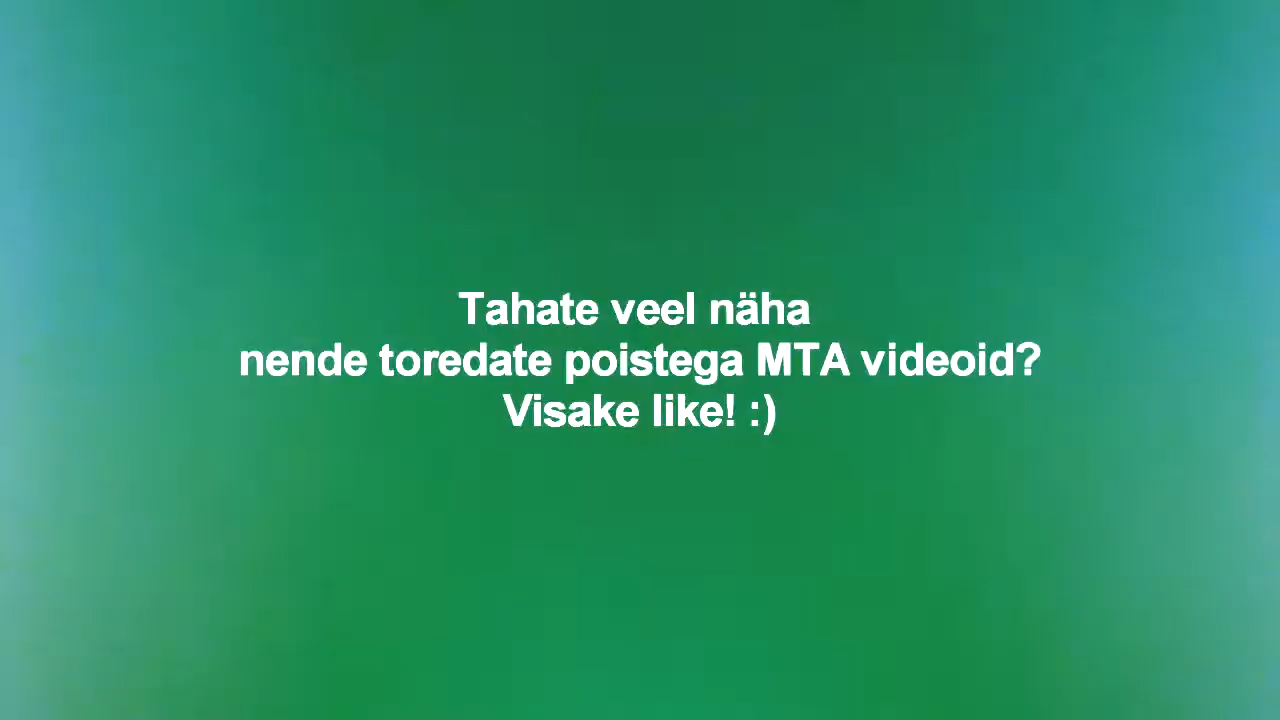 Tahate veel näha
nende toredate poistega MTA videoid?
Visake like! :)